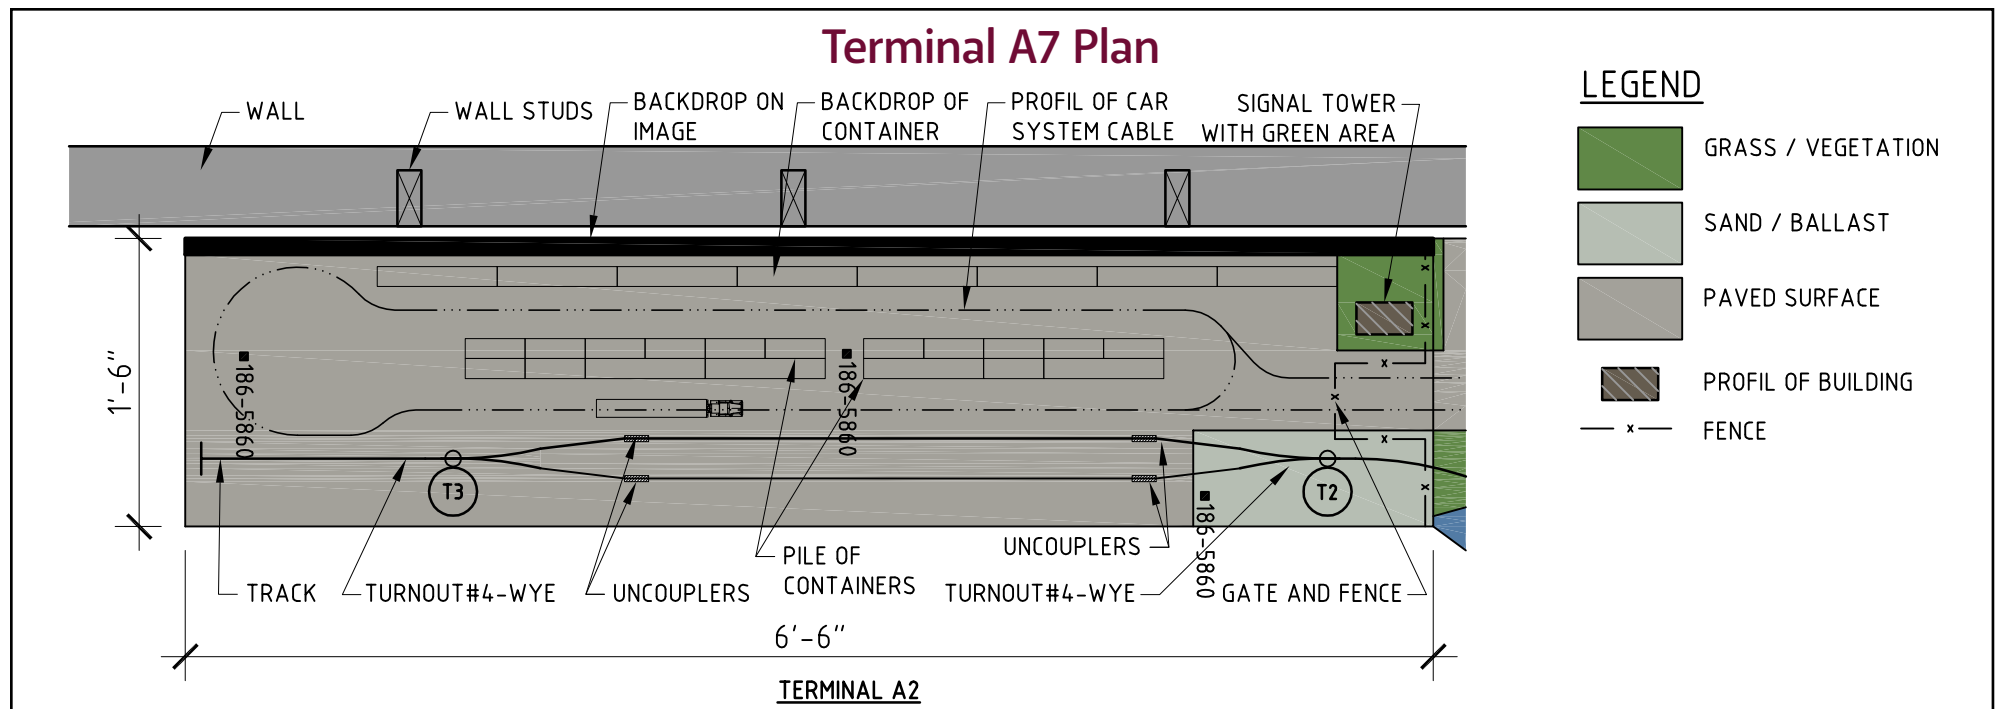 Terminal A7 Plan
WALL
WALL STUDS
BACKDROP ON
IMAGE
BACKDROP OF
CONTAINER
PROFIL OF CAR
SYSTEM CABLE
SIGNAL TOWER
WITH GREEN AREA
LEGEND
GRASS / VEGETATION
SAND / BALLAST
PAVED SURFACE
PROFIL OF BUILDING
FENCE
1'-6"
186-5860
186-5860
186-5860
T3
T2
TRACK
TURNOUT#4-WYE
UNCOUPLERS
PILE OF
CONTAINERS
UNCOUPLERS
TURNOUT#4-WYE
GATE AND FENCE
6'-6"
TERMINAL A2